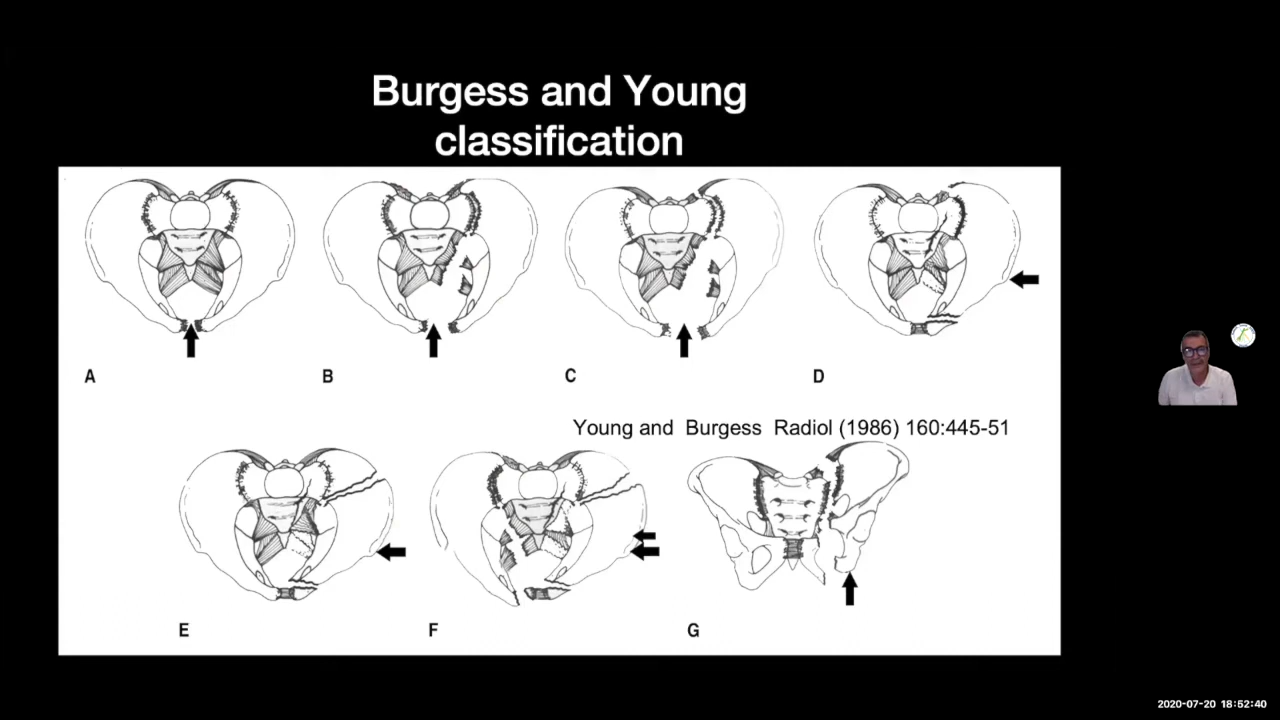 Burgess and Young
classification
A
B
C
D
Young and Burgess Radiol (1986) 160:445-51
E
F
G
2020-07-20 18:52:40